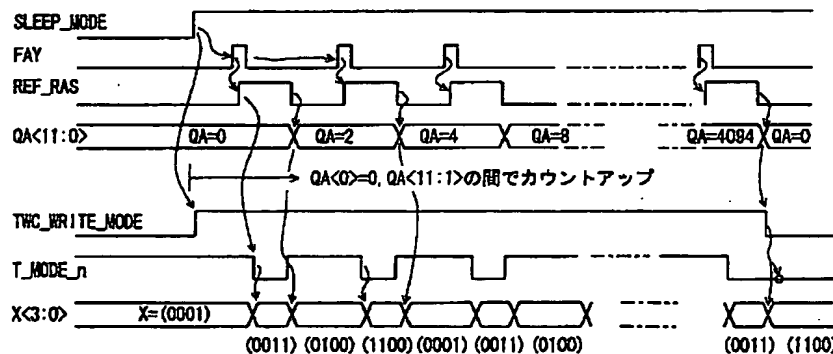 SLEEP_MODE
FAY
REF_RAS
QA<11:0> QA=0 QA=2 QA=4 QA=8 QA=4094 QA=0
QA<0>=0,QA<11:1>の間でカウントアップ
TWC_WRITE_MODE
T_MODE_n
X<3:0> X=(0001)
(0011) (0100) (1100) (0001) (0011) (0100) (0011) (1100)